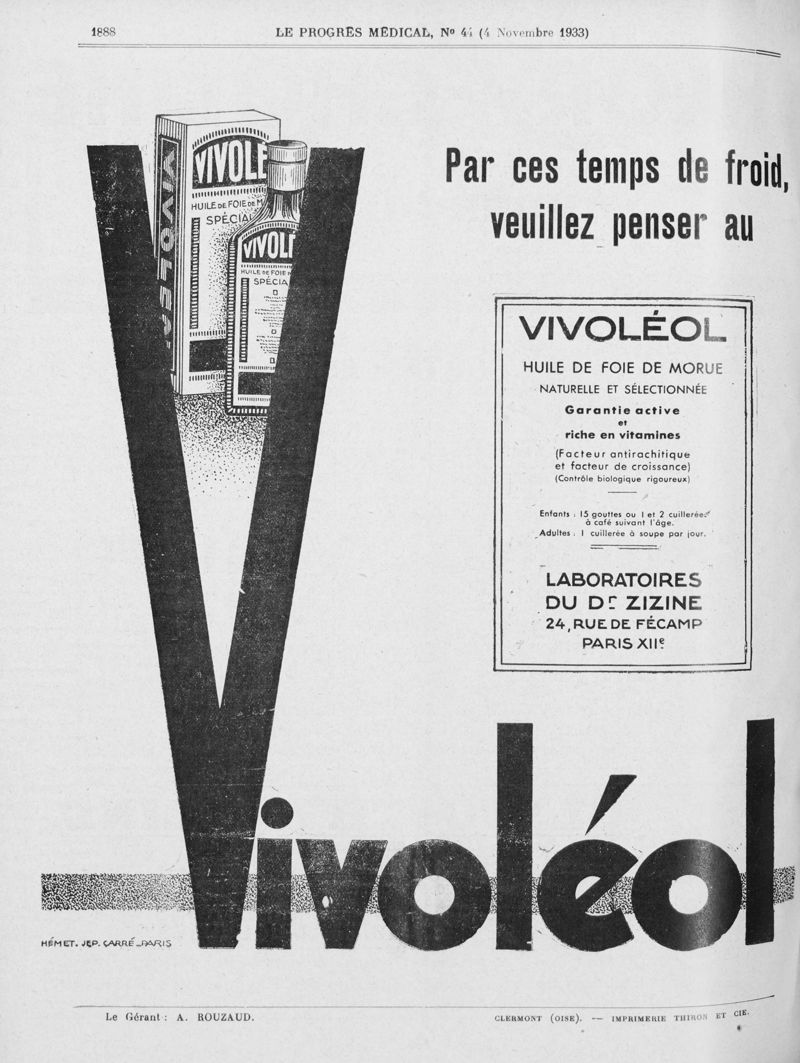 1888
LE PROGRÈS MÉDICAL, Nº 44 (4 Novembre 1933)
VIVOLÉ
HUILE DE FOIE DE M
SPÉCIAL
VIVOLEO
VIVOLÉ
HUILE DE FOIE
SPÉCIA
Par ces temps de froid,
veuillez penser au
VIVOLÉOL
HUILE DE FOIE DE MORUE
NATURELLE ET SÉLECTIONNÉE
Garantie active
et
riche en vitamines
(Facteur antirachitique
et facteur de croissance)
(Contrôle biologique rigoureux)
Enfants : 15 gouttes ou 1 et 2 cuillerées
à café suivant l'âge.
Adultes : 1 cuillerée à soupe par jour.
LABORATOIRES
DU Dr ZIZINE
24, RUE DE FÉCAMP
PARIS XIIe
Vivoléol
HÉMET. JEP. CARRÉ_PARIS
Le Gérant : A. ROUZAUD.
CLERMONT (OISE). — IMPRIMERIE THIRON ET CIE.